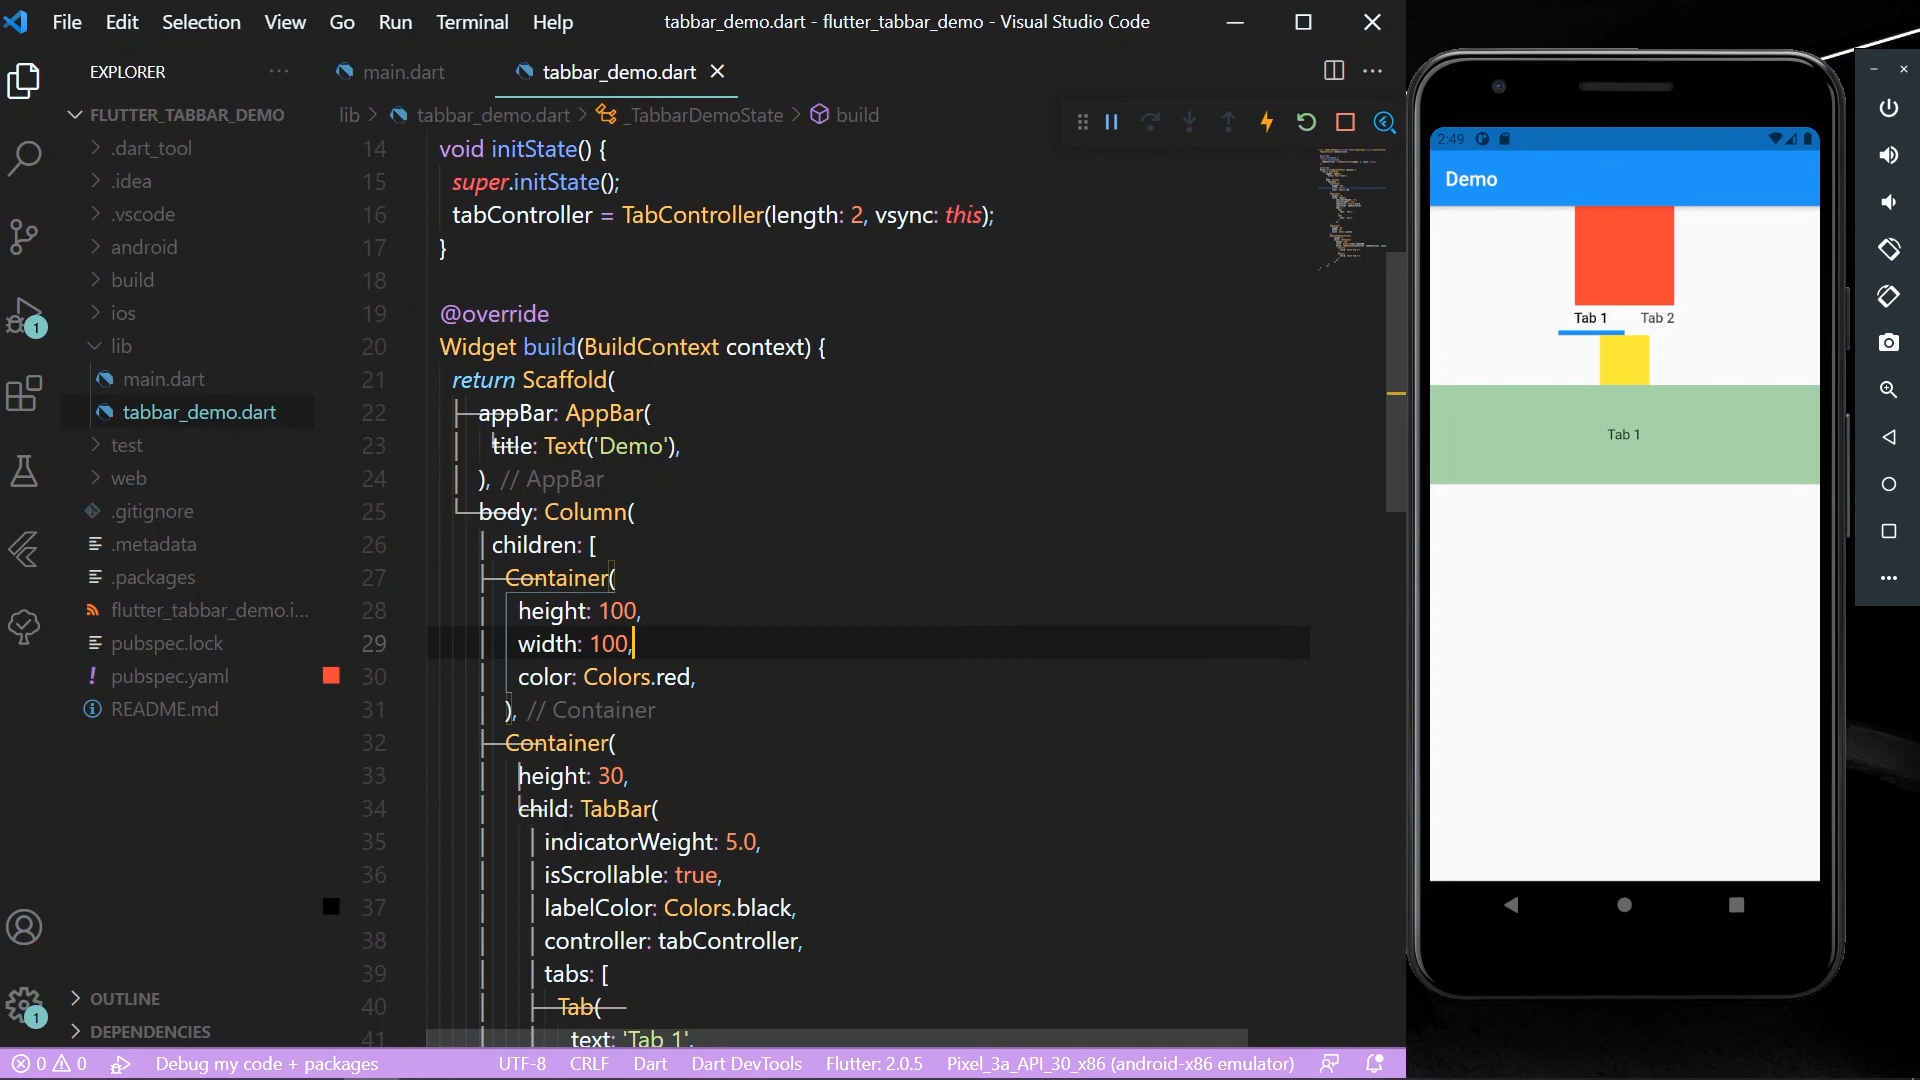 File Edit Selection View Go Run Terminal Help
tabbar_demo.dart - flutter_tabbar_demo - Visual Studio Code
EXPLORER
main.dart
tabbar_demo.dart
FLUTTER_TABBAR_DEMO
lib > tabbar_demo.dart > _TabbarDemoState > build
.dart_tool
.idea
.vscode
android
build
ios
lib
main.dart
tabbar_demo.dart
test
web
.gitignore
.metadata
.packages
flutter_tabbar_demo.i...
pubspec.lock
pubspec.yaml
README.md
OUTLINE
DEPENDENCIES
1
1
14 void initState() {
15 super.initState();
16 tabController = TabController(length: 2, vsync: this);
17 }
18
19 @override
20 Widget build(BuildContext context) {
21 return Scaffold(
22 appBar: AppBar(
23 title: Text('Demo'),
24 ), // AppBar
25 body: Column(
26 children: [
27 Container(
28 height: 100,
29 width: 100,
30 color: Colors.red,
31 ), // Container
32 Container(
33 height: 30,
34 child: TabBar(
35 indicatorWeight: 5.0,
36 isScrollable: true,
37 labelColor: Colors.black,
38 controller: tabController,
39 tabs: [
40 Tab(
41 text: 'Tab 1',
0 0 Debug my code + packages UTF-8 CRLF Dart Dart DevTools Flutter: 2.0.5 Pixel_3a_API_30_x86 (android-x86 emulator)
2:49
Demo
Tab 1 Tab 2
Tab 1